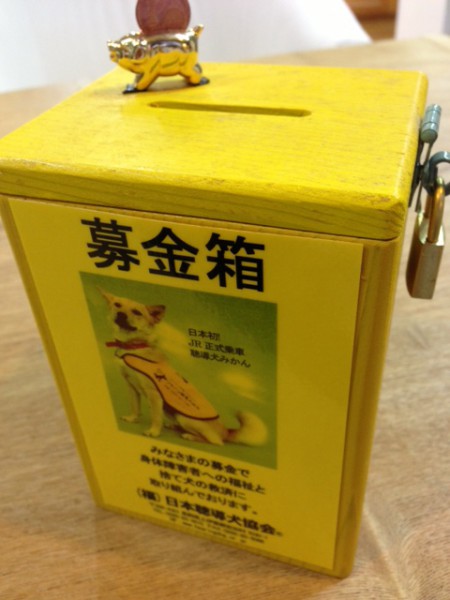 募金箱
日本初!
JR正式乗車
聴導犬みかん
みなさまの募金で
身体障害者への福祉と
捨て犬の救済に
取り組んでおります。
(福)日本聴導犬協会